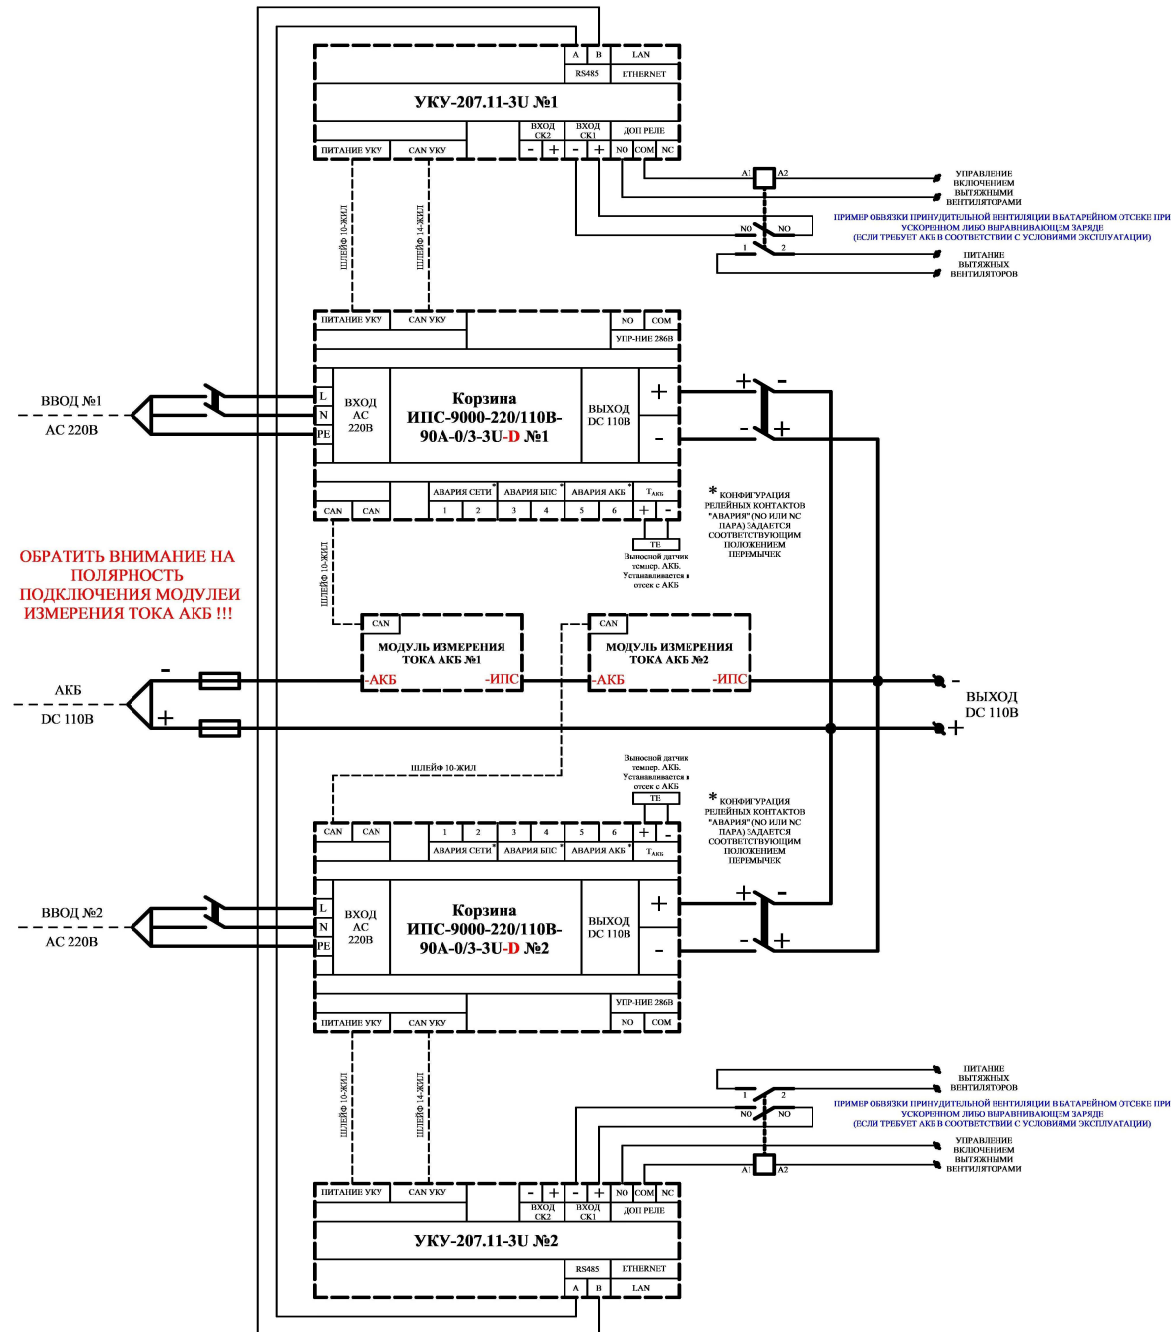 A B LAN
RS485 ETHERNET
УКУ-207.11-3U №1
ВХОД СК2 ВХОД СК1 ДОП РЕЛЕ
ПИТАНИЕ УКУ CAN УКУ - + - + NO COM NC
A1 A2
УПРАВЛЕНИЕ
ВКЛЮЧЕНИЕМ
ВЫТЯЖНЫМИ
ВЕНТИЛЯТОРАМИ
ШЛЕЙФ 10-ЖИЛ
ШЛЕЙФ 14-ЖИЛ
ПРИМЕР ОБВЯЗКИ ПРИНУДИТЕЛЬНОЙ ВЕНТИЛЯЦИИ В БАТАРЕЙНОМ ОТСЕКЕ ПРИ
УСКОРЕННОМ ЛИБО ВЫРАВНИВАЮЩЕМ ЗАРЯДЕ
(ЕСЛИ ТРЕБУЕТ АКБ В СООТВЕТСТВИИ С УСЛОВИЯМИ ЭКСПЛУАТАЦИИ)
NO NO
1 2
ПИТАНИЕ
ВЫТЯЖНЫХ
ВЕНТИЛЯТОРОВ
ПИТАНИЕ УКУ CAN УКУ NO COM
УПР-НИЕ 286В
ВВОД №1
AC 220В
L
N
PE
ВХОД
AC
220В
Корзина
ИПС-9000-220/110В-
90А-0/3-3U-D №1
ВЫХОД
DC 110В
+
-
+ -
- +
АВАРИЯ СЕТИ* АВАРИЯ БПС* АВАРИЯ АКБ* TАКБ
CAN CAN 1 2 3 4 5 6 + -
TE
Выносной датчик
темпер. АКБ.
Устанавливается в
отсек с АКБ
* КОНФИГУРАЦИЯ
РЕЛЕЙНЫХ КОНТАКТОВ
"АВАРИЯ" (NO ИЛИ NC
ПАРА) ЗАДАЕТСЯ
СООТВЕТСТВУЮЩИМ
ПОЛОЖЕНИЕМ
ПЕРЕМЫЧЕК
ШЛЕЙФ 10-ЖИЛ
ОБРАТИТЬ ВНИМАНИЕ НА
ПОЛЯРНОСТЬ
ПОДКЛЮЧЕНИЯ МОДУЛЕЙ
ИЗМЕРЕНИЯ ТОКА АКБ !!!
CAN
МОДУЛЬ ИЗМЕРЕНИЯ
ТОКА АКБ №1
-АКБ -ИПС
CAN
МОДУЛЬ ИЗМЕРЕНИЯ
ТОКА АКБ №2
-АКБ -ИПС
АКБ
DC 110В
-
+
-
ВЫХОД
DC 110В
+
ШЛЕЙФ 10-ЖИЛ
Выносной датчик
темпер. АКБ.
Устанавливается в
отсек с АКБ
TE
* КОНФИГУРАЦИЯ
РЕЛЕЙНЫХ КОНТАКТОВ
"АВАРИЯ" (NO ИЛИ NC
ПАРА) ЗАДАЕТСЯ
СООТВЕТСТВУЮЩИМ
ПОЛОЖЕНИЕМ
ПЕРЕМЫЧЕК
CAN CAN 1 2 3 4 5 6 + -
АВАРИЯ СЕТИ* АВАРИЯ БПС* АВАРИЯ АКБ* TАКБ
ВВОД №2
AC 220В
L
N
PE
ВХОД
AC
220В
Корзина
ИПС-9000-220/110В-
90А-0/3-3U-D №2
ВЫХОД
DC 110В
+
-
+ -
- +
УПР-НИЕ 286В
ПИТАНИЕ УКУ CAN УКУ NO COM
ШЛЕЙФ 10-ЖИЛ
ШЛЕЙФ 14-ЖИЛ
ПИТАНИЕ
ВЫТЯЖНЫХ
ВЕНТИЛЯТОРОВ
1 2
NO NO
ПРИМЕР ОБВЯЗКИ ПРИНУДИТЕЛЬНОЙ ВЕНТИЛЯЦИИ В БАТАРЕЙНОМ ОТСЕКЕ ПРИ
УСКОРЕННОМ ЛИБО ВЫРАВНИВАЮЩЕМ ЗАРЯДЕ
(ЕСЛИ ТРЕБУЕТ АКБ В СООТВЕТСТВИИ С УСЛОВИЯМИ ЭКСПЛУАТАЦИИ)
УПРАВЛЕНИЕ
ВКЛЮЧЕНИЕМ
ВЫТЯЖНЫМИ
ВЕНТИЛЯТОРАМИ
A1 A2
ПИТАНИЕ УКУ CAN УКУ - + - + NO COM NC
ВХОД СК2 ВХОД СК1 ДОП РЕЛЕ
УКУ-207.11-3U №2
RS485 ETHERNET
A B LAN